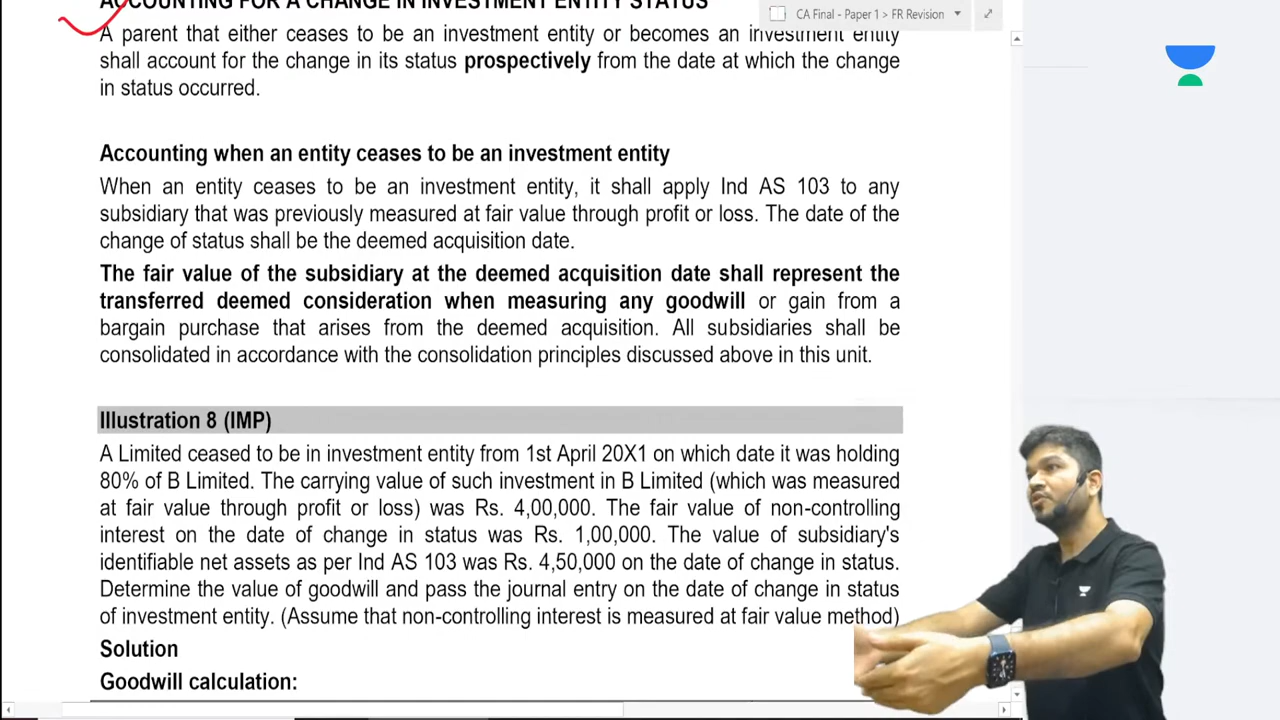 ACCOUNTING FOR A CHANGE IN INVESTMENT ENTITY STATUS
CA Final - Paper 1 > FR Revision
A parent that either ceases to be an investment entity or becomes an investment entity
shall account for the change in its status prospectively from the date at which the change
in status occurred.
Accounting when an entity ceases to be an investment entity
When an entity ceases to be an investment entity, it shall apply Ind AS 103 to any
subsidiary that was previously measured at fair value through profit or loss. The date of the
change of status shall be the deemed acquisition date.
The fair value of the subsidiary at the deemed acquisition date shall represent the
transferred deemed consideration when measuring any goodwill or gain from a
bargain purchase that arises from the deemed acquisition. All subsidiaries shall be
consolidated in accordance with the consolidation principles discussed above in this unit.
Illustration 8 (IMP)
A Limited ceased to be in investment entity from 1st April 20X1 on which date it was holding
80% of B Limited. The carrying value of such investment in B Limited (which was measured
at fair value through profit or loss) was Rs. 4,00,000. The fair value of non-controlling
interest on the date of change in status was Rs. 1,00,000. The value of subsidiary's
identifiable net assets as per Ind AS 103 was Rs. 4,50,000 on the date of change in status.
Determine the value of goodwill and pass the journal entry on the date of change in status
of investment entity. (Assume that non-controlling interest is measured at fair value method)
Solution
Goodwill calculation: